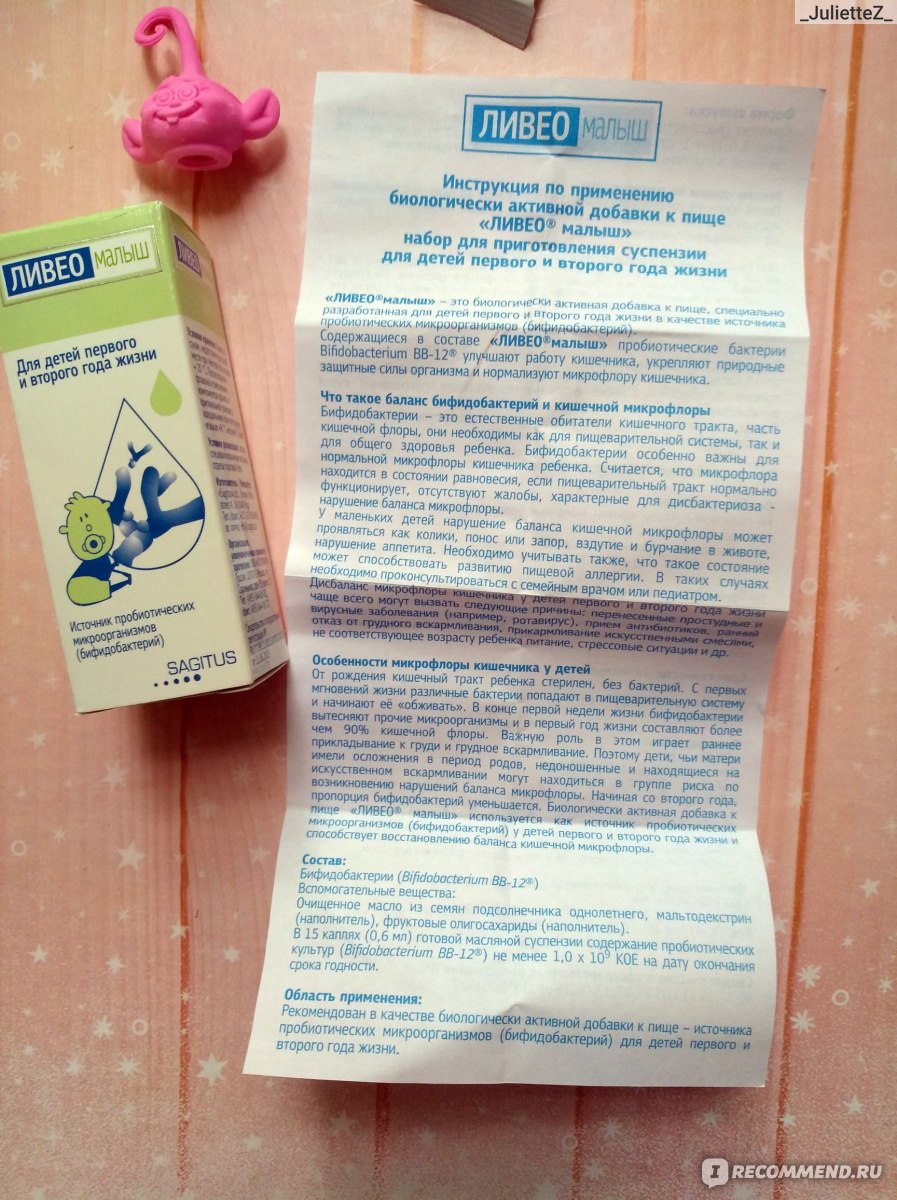 _JulietteZ_
ЛИВЕО малыш
Инструкция по применению
биологически активной добавки к пище
«ЛИВЕО® малыш»
набор для приготовления суспензии
для детей первого и второго года жизни
«ЛИВЕО®малыш» – это биологически активная добавка к пище, специально
разработанная для детей первого и второго года жизни в качестве источника
пробиотических микроорганизмов (бифидобактерий).
Содержащиеся в составе «ЛИВЕО®малыш» пробиотические бактерии
Bifidobacterium BB-12® улучшают работу кишечника, укрепляют природные
защитные силы организма и нормализуют микрофлору кишечника.
Что такое баланс бифидобактерий и кишечной микрофлоры
Бифидобактерии – это естественные обитатели кишечного тракта, часть
кишечной флоры, они необходимы как для пищеварительной системы, так и
для общего здоровья ребенка. Бифидобактерии особенно важны для
нормальной микрофлоры кишечника ребенка. Считается, что микрофлора
находится в состоянии равновесия, если пищеварительный тракт нормально
функционирует, отсутствуют жалобы, характерные для дисбактериоза -
нарушение баланса микрофлоры.
У маленьких детей нарушение баланса кишечной микрофлоры может
проявляться как колики, понос или запор, вздутие и бурчание в животе,
нарушение аппетита. Необходимо учитывать также, что такое состояние
может способствовать развитию пищевой аллергии. В таких случаях
необходимо проконсультироваться с семейным врачом или педиатром.
Дисбаланс микрофлоры кишечника у детей первого и второго года жизни
чаще всего могут вызвать следующие причины: перенесенные простудные и
вирусные заболевания (например, ротавирус), прием антибиотиков, ранний
отказ от грудного вскармливания, прикармливание искусственными смесями,
не соответствующее возрасту ребенка питание, стрессовые ситуации и др.
Особенности микрофлоры кишечника у детей
От рождения кишечный тракт ребенка стерилен, без бактерий. С первых
мгновений жизни различные бактерии попадают в пищеварительную систему
и начинают её «обживать». В конце первой недели жизни бифидобактерии
вытесняют прочие микроорганизмы и в первый год жизни составляют более
чем 90% кишечной флоры. Важную роль в этом играет раннее
прикладывание к груди и грудное вскармливание. Поэтому дети, чьи матери
имели осложнения в период родов, недоношенные и находящиеся на
искусственном вскармливании могут находиться в группе риска по
возникновению нарушений баланса микрофлоры. Начиная со второго года,
пропорция бифидобактерий уменьшается. Биологически активная добавка к
пище «ЛИВЕО® малыш» используется как источник пробиотических
микроорганизмов (бифидобактерий) у детей первого и второго года жизни и
способствует восстановлению баланса кишечной микрофлоры.
Состав:
Бифидобактерии (Bifidobacterium BB-12®)
Вспомогательные вещества:
Очищенное масло из семян подсолнечника однолетнего, мальтодекстрин
(наполнитель), фруктовые олигосахариды (наполнитель).
В 15 каплях (0,6 мл) готовой масляной суспензии содержание пробиотических
культур (Bifidobacterium BB-12®) не менее 1,0 x 10⁹ КОЕ на дату окончания
срока годности.
Область применения:
Рекомендован в качестве биологически активной добавки к пище – источника
пробиотических микроорганизмов (бифидобактерий) для детей первого и
второго года жизни.
ЛИВЕО малыш
Для детей первого
и второго года жизни
Источник пробиотических
микроорганизмов
(бифидобактерий)
SAGITUS
ЛИВЕО
IRECOMMEND.RU